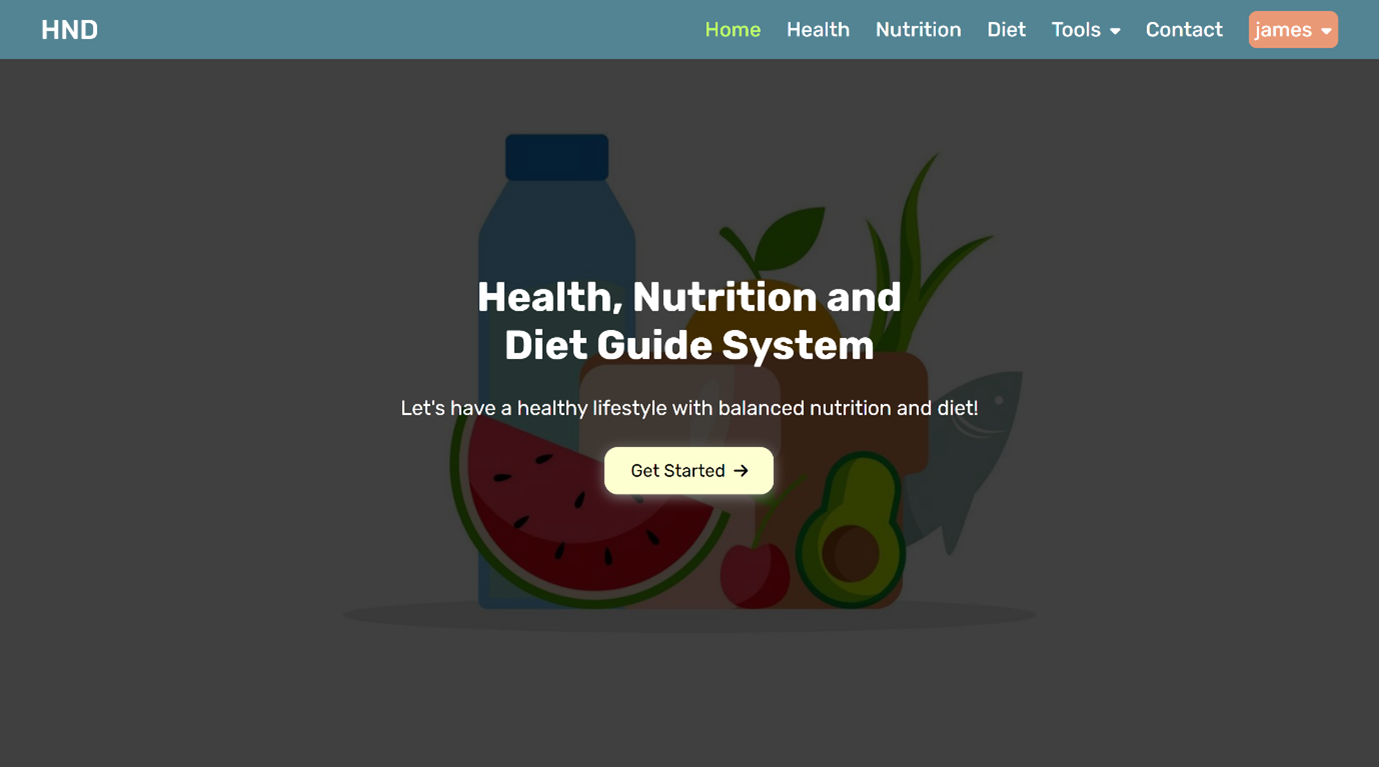 HND
Home Health Nutrition Diet Tools Contact james
Health, Nutrition and
Diet Guide System
Let's have a healthy lifestyle with balanced nutrition and diet!
Get Started →